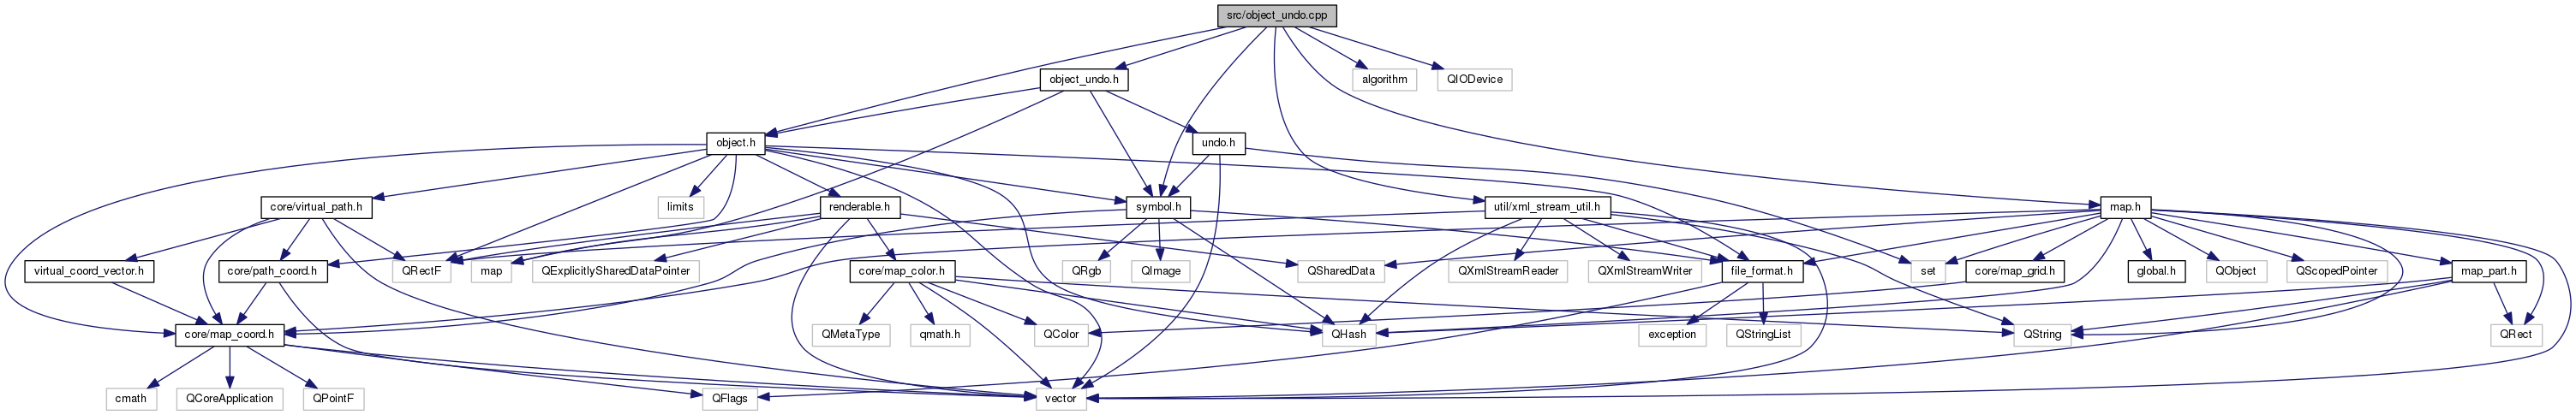 src/object_undo.cpp
object_undo.h
algorithm
QIODevice
object.h
undo.h
core/virtual_path.h
limits
renderable.h
symbol.h
util/xml_stream_util.h
map.h
virtual_coord_vector.h
core/path_coord.h
QRectF
map
QExplicitlySharedDataPointer
core/map_color.h
QRgb
QImage
QSharedData
QXmlStreamReader
QXmlStreamWriter
file_format.h
set
core/map_grid.h
global.h
QObject
QScopedPointer
map_part.h
core/map_coord.h
QMetaType
qmath.h
QColor
QHash
exception
QStringList
QString
QRect
cmath
QCoreApplication
QPointF
QFlags
vector